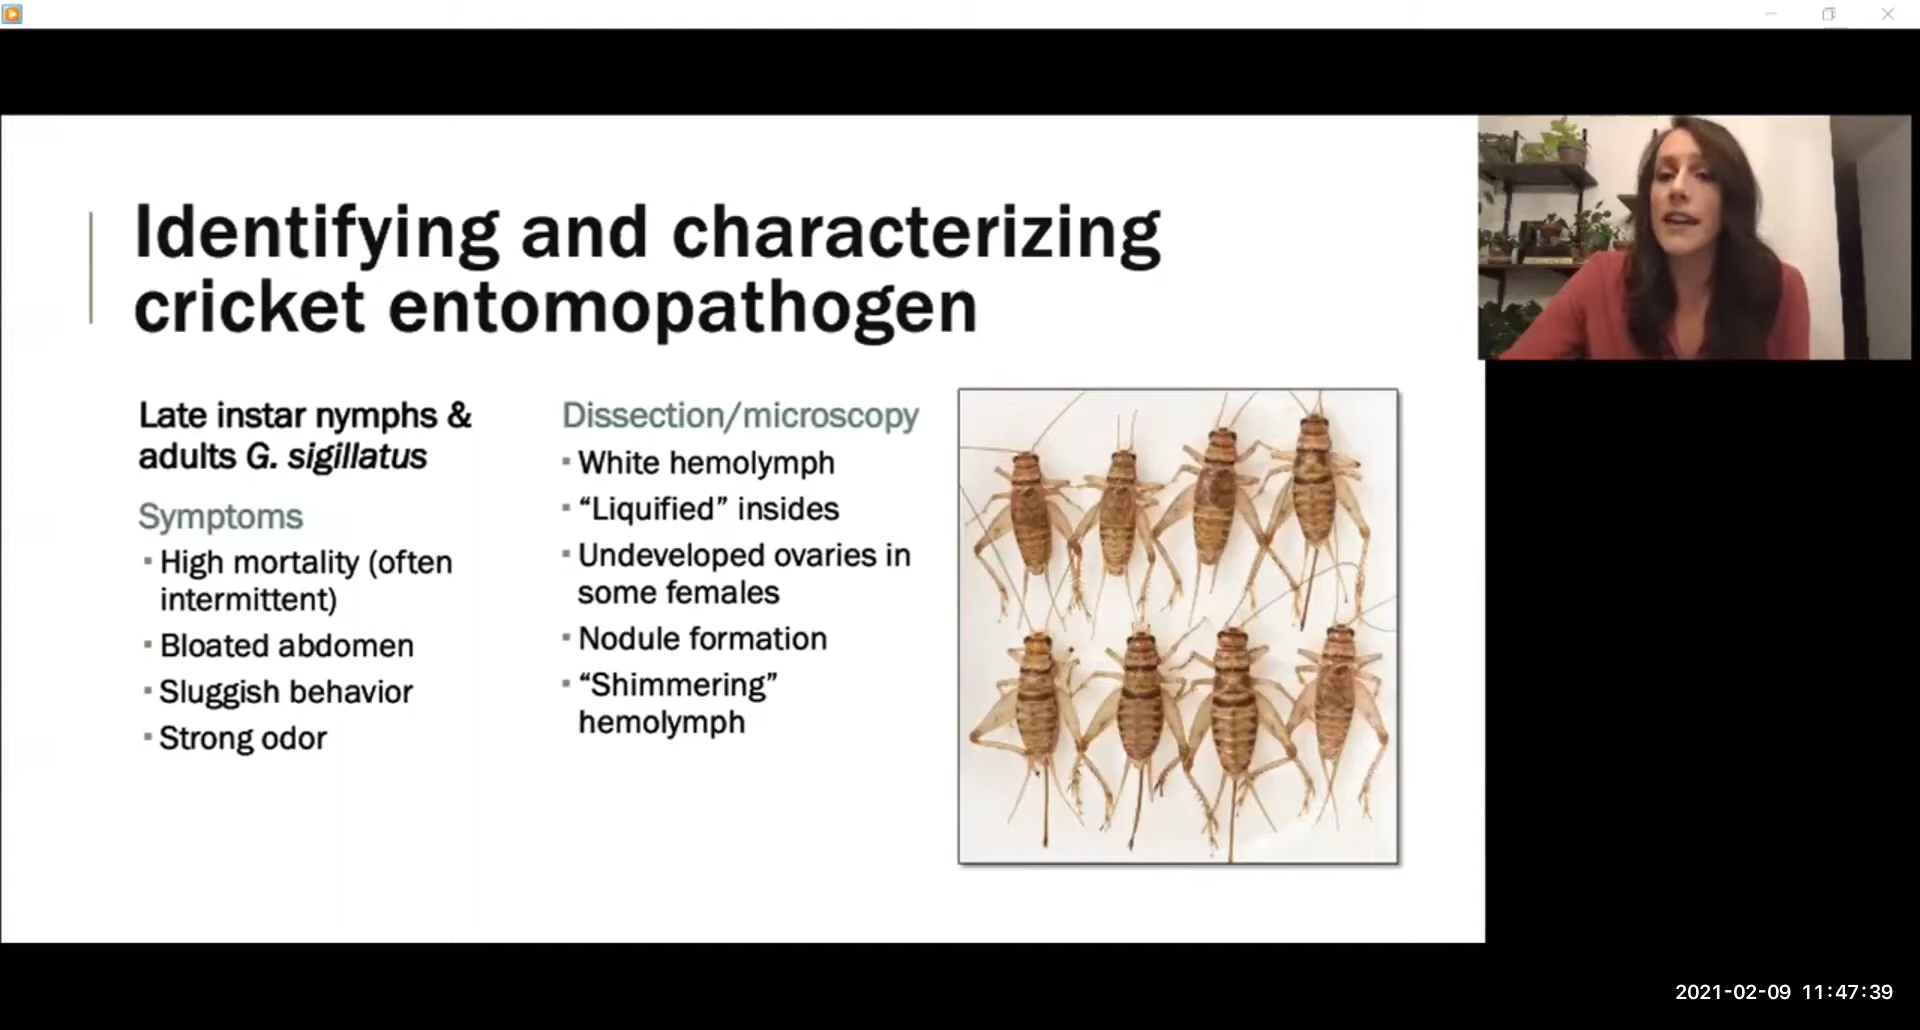 Identifying and characterizing
cricket entomopathogen
Late instar nymphs &
adults G. sigillatus
Symptoms
▪ High mortality (often
intermittent)
▪ Bloated abdomen
▪ Sluggish behavior
▪ Strong odor
Dissection/microscopy
▪ White hemolymph
▪ “Liquified” insides
▪ Undeveloped ovaries in
some females
▪ Nodule formation
▪ “Shimmering”
hemolymph
2021-02-09 11:47:39